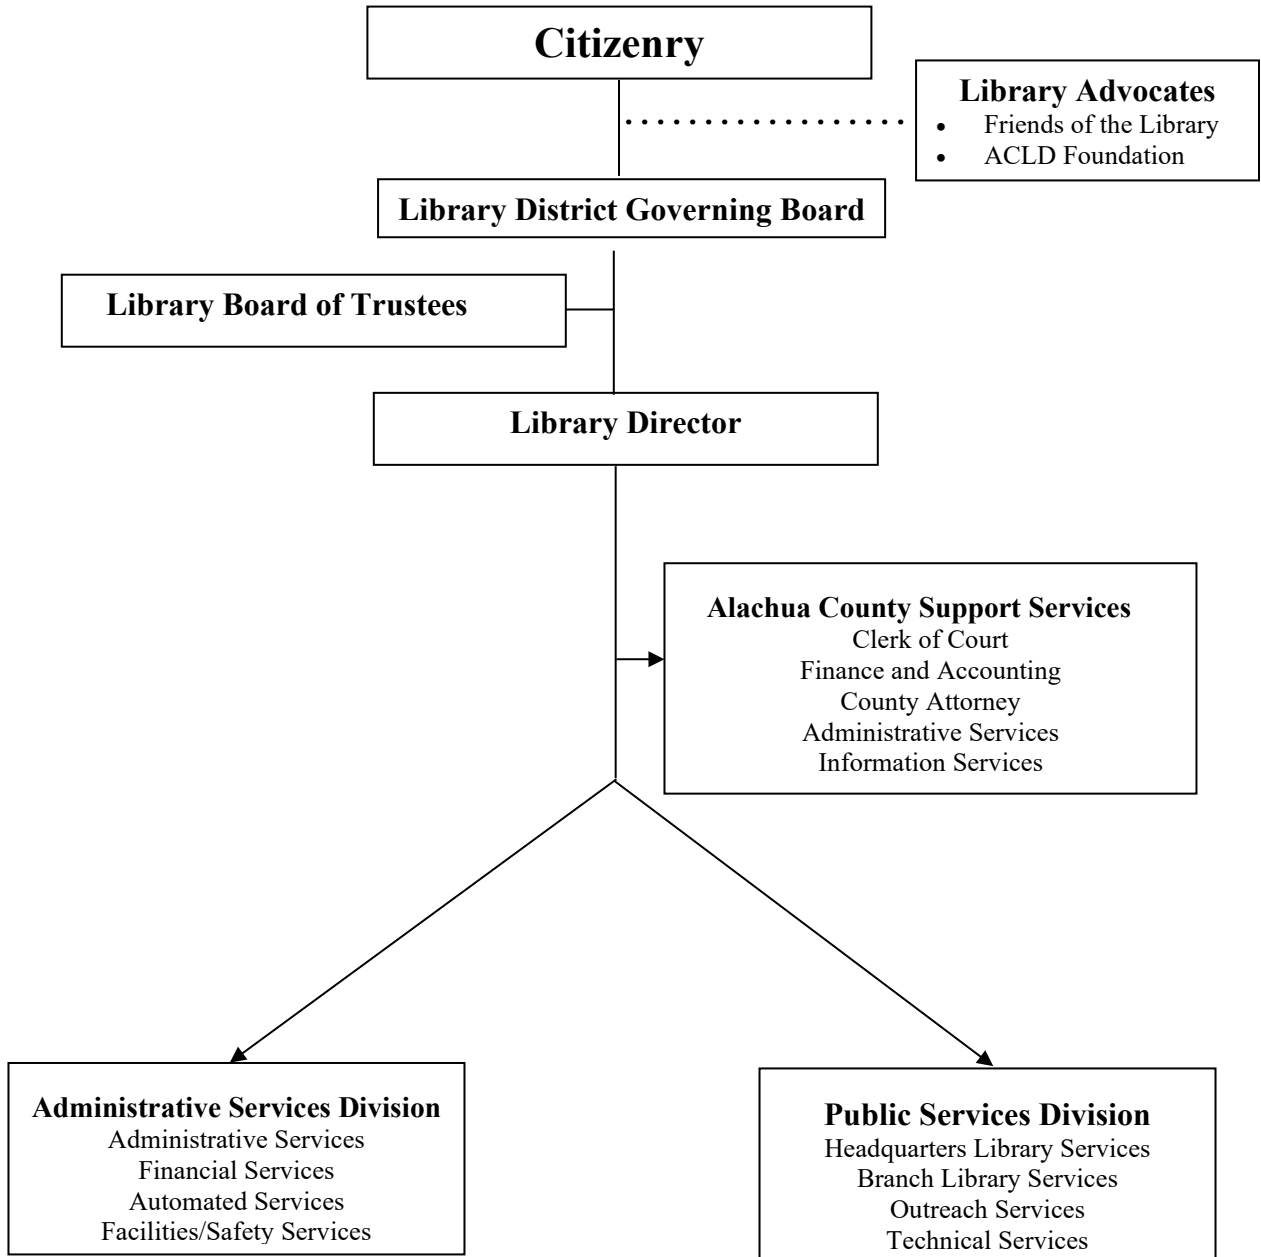 Citizenry
Library Advocates
• Friends of the Library
• ACLD Foundation
Library District Governing Board
Library Board of Trustees
Library Director
Alachua County Support Services
Clerk of Court
Finance and Accounting
County Attorney
Administrative Services
Information Services
Administrative Services Division
Administrative Services
Financial Services
Automated Services
Facilities/Safety Services
Public Services Division
Headquarters Library Services
Branch Library Services
Outreach Services
Technical Services